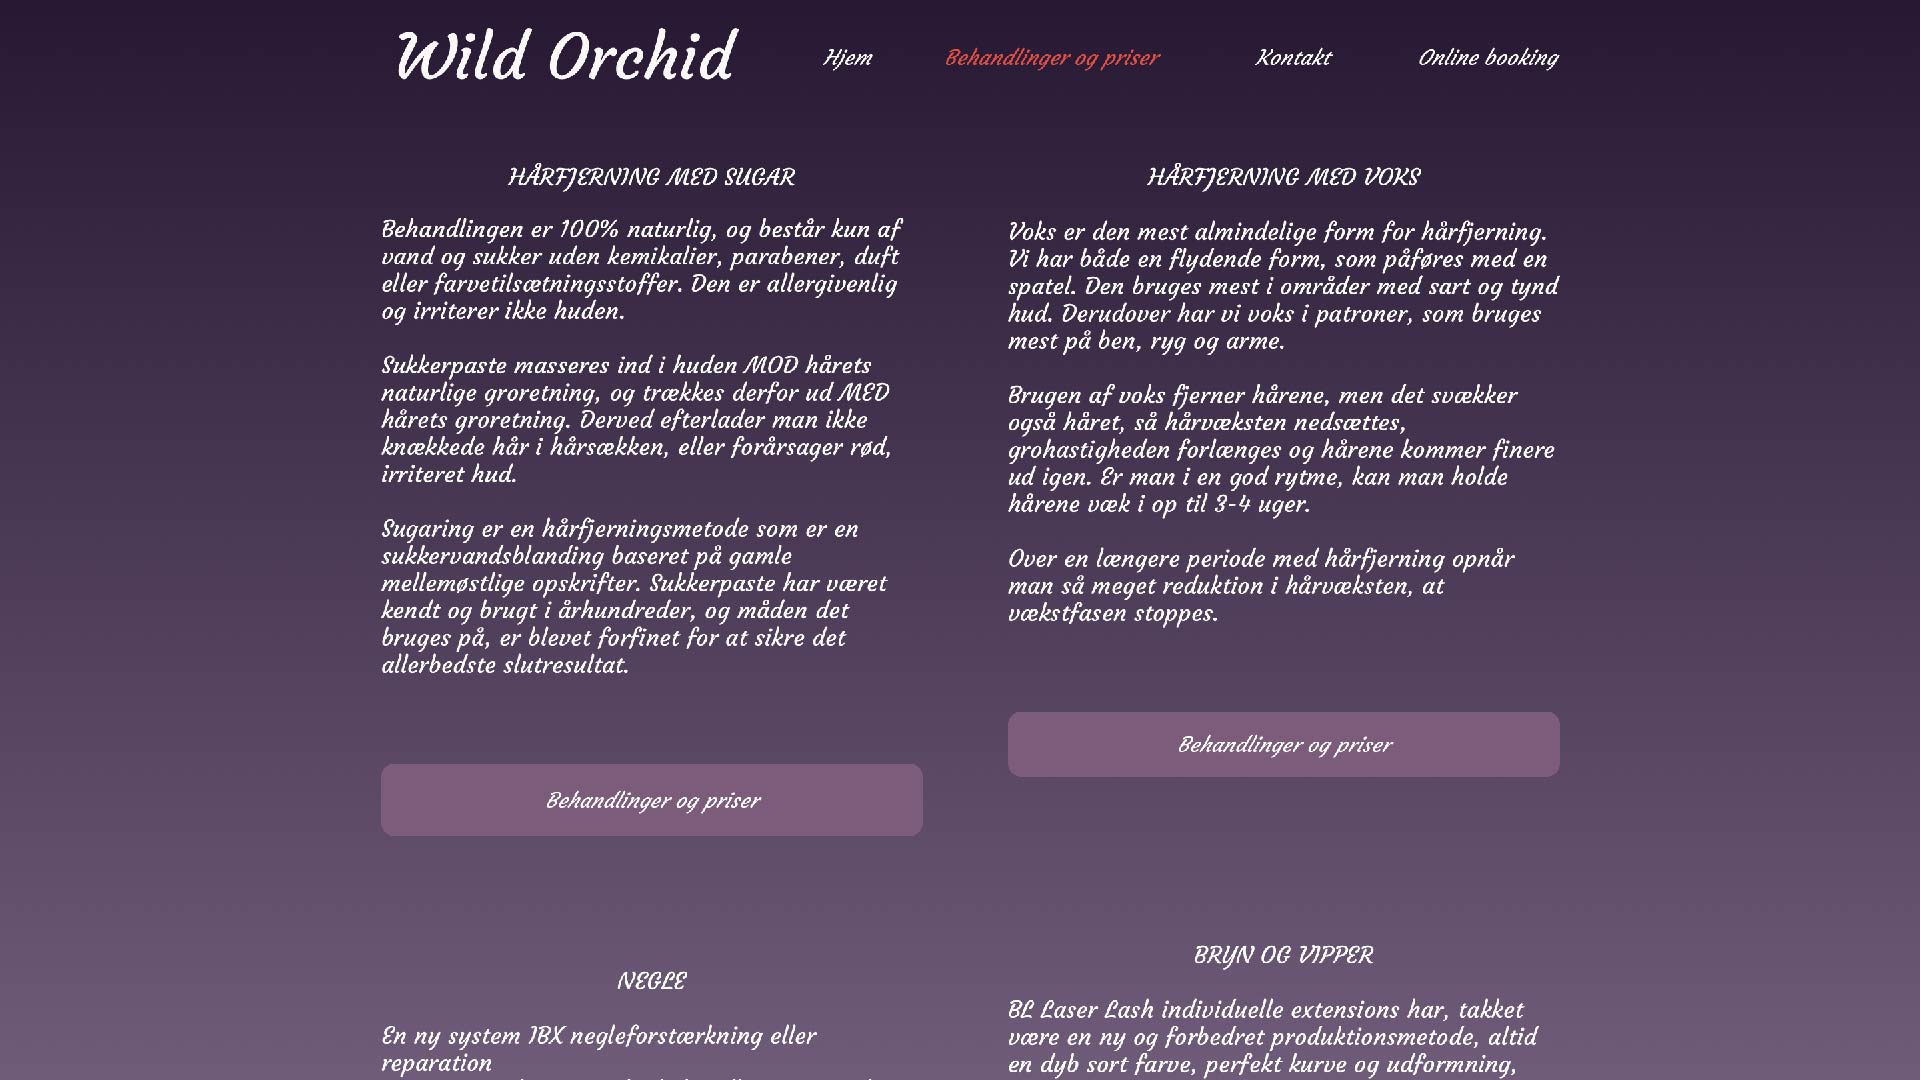 Wild Orchid
Hjem
Behandlinger og priser
Kontakt
Online booking
HÅRFJERNING MED SUGAR
Behandlingen er 100% naturlig, og består kun af
vand og sukker uden kemikalier, parabener, duft
eller farvetilsætningsstoffer. Den er allergivenlig
og irriterer ikke huden.
Sukkerpaste masseres ind i huden MOD hårets
naturlige groretning, og trækkes derfor ud MED
hårets groretning. Derved efterlader man ikke
knækkede hår i hårsækken, eller forårsager rød,
irriteret hud.
Sugaring er en hårfjerningsmetode som er en
sukkervandsblanding baseret på gamle
mellemøstlige opskrifter. Sukkerpaste har været
kendt og brugt i århundreder, og måden det
bruges på, er blevet forfinet for at sikre det
allerbedste slutresultat.
Behandlinger og priser
HÅRFJERNING MED VOKS
Voks er den mest almindelige form for hårfjerning.
Vi har både en flydende form, som påføres med en
spatel. Den bruges mest i områder med sart og tynd
hud. Derudover har vi voks i patroner, som bruges
mest på ben, ryg og arme.
Brugen af voks fjerner hårene, men det svækker
også håret, så hårvæksten nedsættes,
grohastigheden forlænges og hårene kommer finere
ud igen. Er man i en god rytme, kan man holde
hårene væk i op til 3-4 uger.
Over en længere periode med hårfjerning opnår
man så meget reduktion i hårvæksten, at
vækstfasen stoppes.
Behandlinger og priser
NEGLE
En ny system IBX negleforstærkning eller
reparation
BRYN OG VIPPER
BL Laser Lash individuelle extensions har, takket
være en ny og forbedret produktionsmetode, altid
en dyb sort farve, perfekt kurve og udformning,